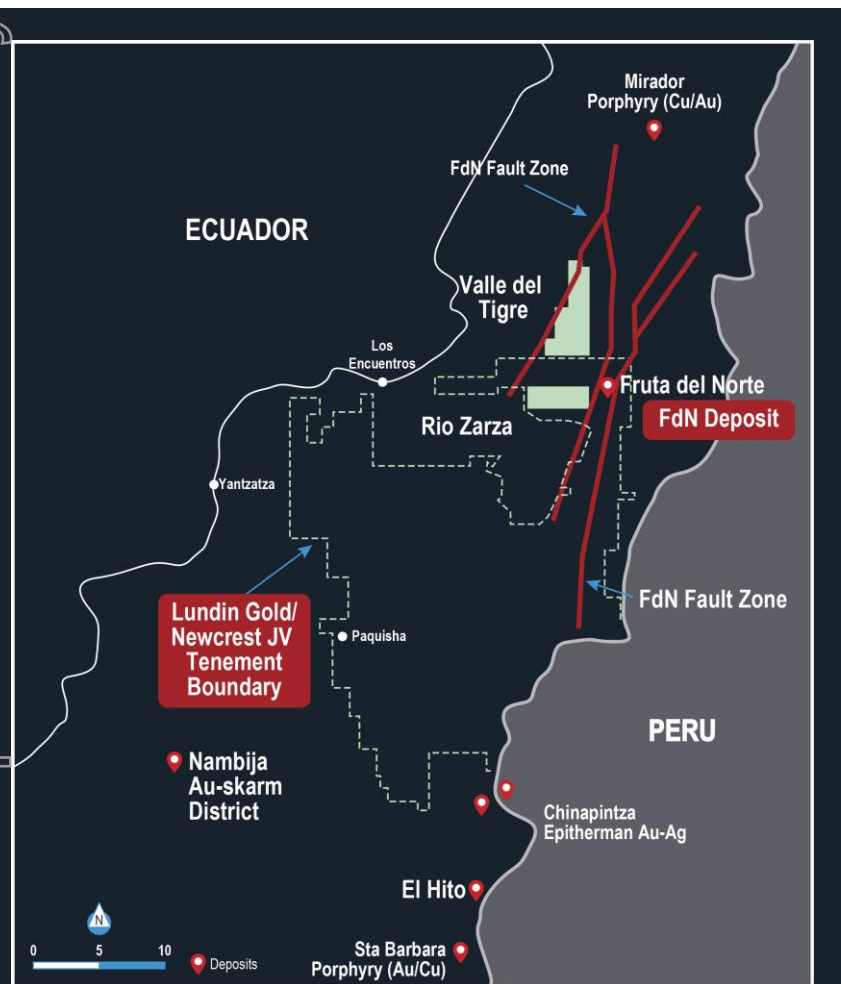 Mirador
Porphyry (Cu/Au)
FdN Fault Zone
ECUADOR
Valle del
Tigre
Los
Encuentros
Fruta del Norte
FdN Deposit
Rio Zarza
Yantzatza
Lundin Gold/
Newcrest JV
Tenement
Boundary
FdN Fault Zone
Paquisha
PERU
Nambija
Au-skarm
District
Chinapintza
Epitherman Au-Ag
El Hito
N
0 5 10
Deposits
Sta Barbara
Porphyry (Au/Cu)